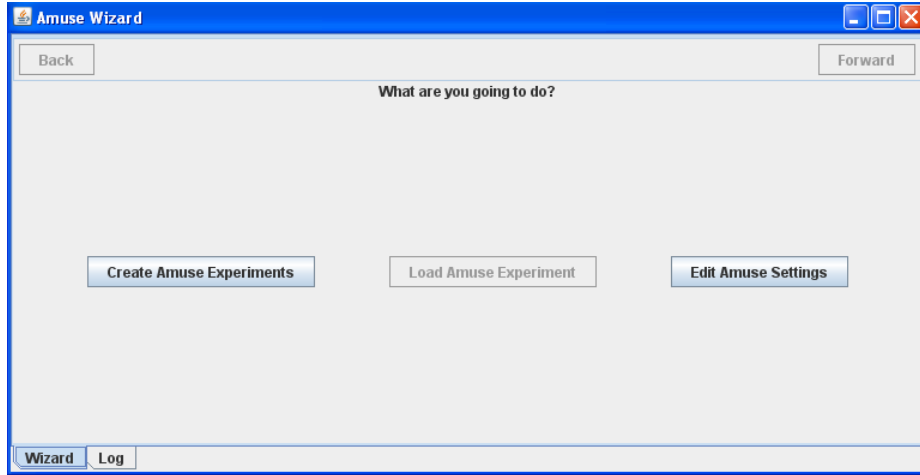 Amuse Wizard
Back Forward
What are you going to do?
Create Amuse Experiments Load Amuse Experiment Edit Amuse Settings
Wizard Log